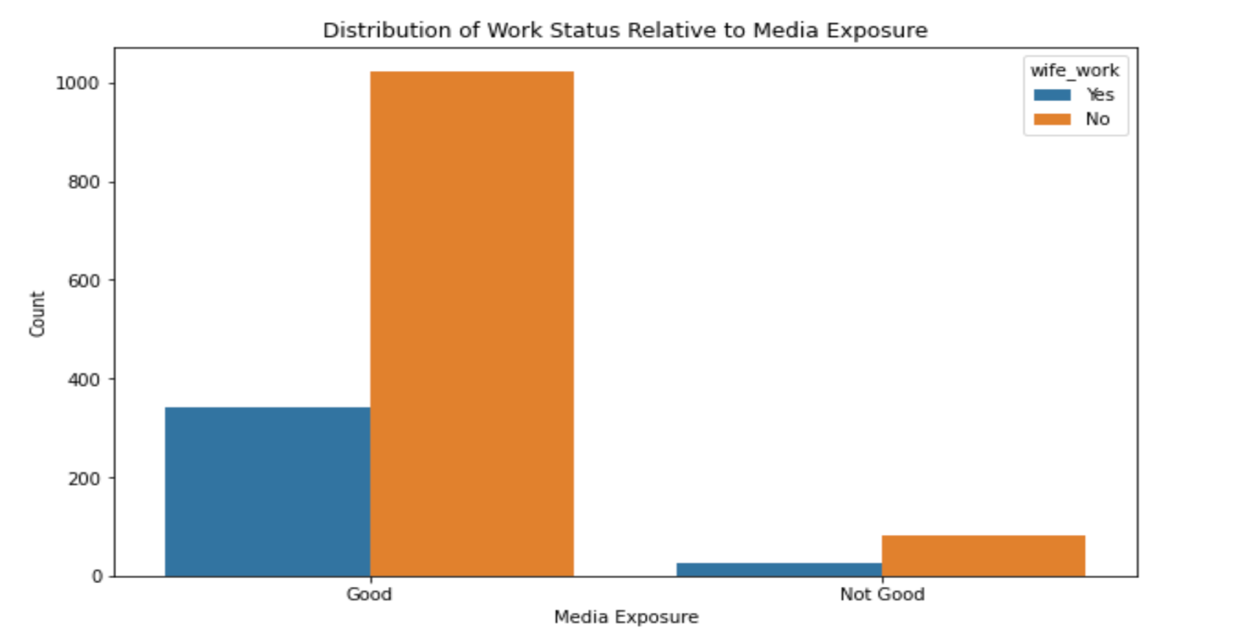 Distribution of Work Status Relative to Media Exposure
wife_work
Yes
No
1000
800
600
400
200
0
Count
Good
Not Good
Media Exposure